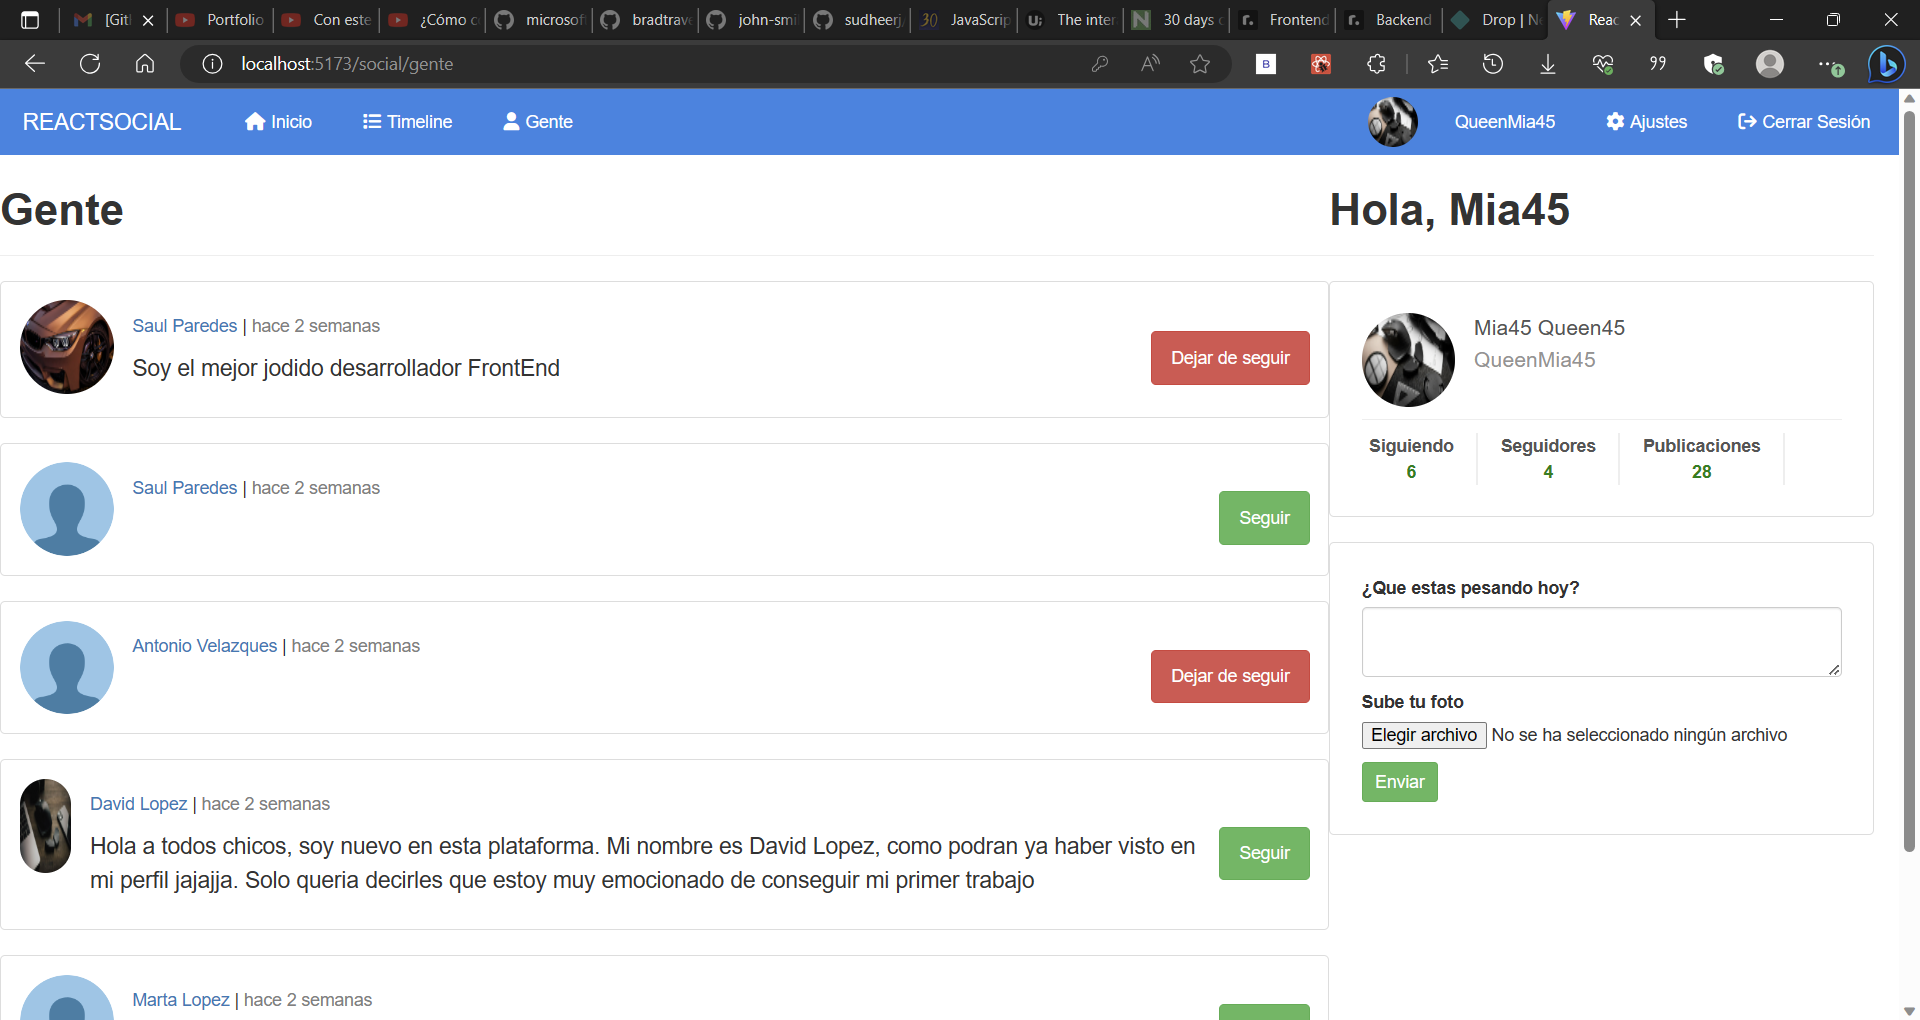 [Git
Portfolio
Con este
¿Cómo c
microsof
bradtrave
john-smi
sudheerj
30 JavaScrip
The inter
30 days o
Frontend
Backend
Drop | N
Reac
localhost:5173/social/gente
REACTSOCIAL
Inicio
Timeline
Gente
QueenMia45
Ajustes
Cerrar Sesión
Gente
Saul Paredes | hace 2 semanas
Soy el mejor jodido desarrollador FrontEnd
Dejar de seguir
Saul Paredes | hace 2 semanas
Seguir
Antonio Velazques | hace 2 semanas
Dejar de seguir
David Lopez | hace 2 semanas
Hola a todos chicos, soy nuevo en esta plataforma. Mi nombre es David Lopez, como podran ya haber visto en
mi perfil jajajja. Solo queria decirles que estoy muy emocionado de conseguir mi primer trabajo
Seguir
Marta Lopez | hace 2 semanas
Hola, Mia45
Mia45 Queen45
QueenMia45
Siguiendo
6
Seguidores
4
Publicaciones
28
¿Que estas pesando hoy?
Sube tu foto
Elegir archivo No se ha seleccionado ningún archivo
Enviar